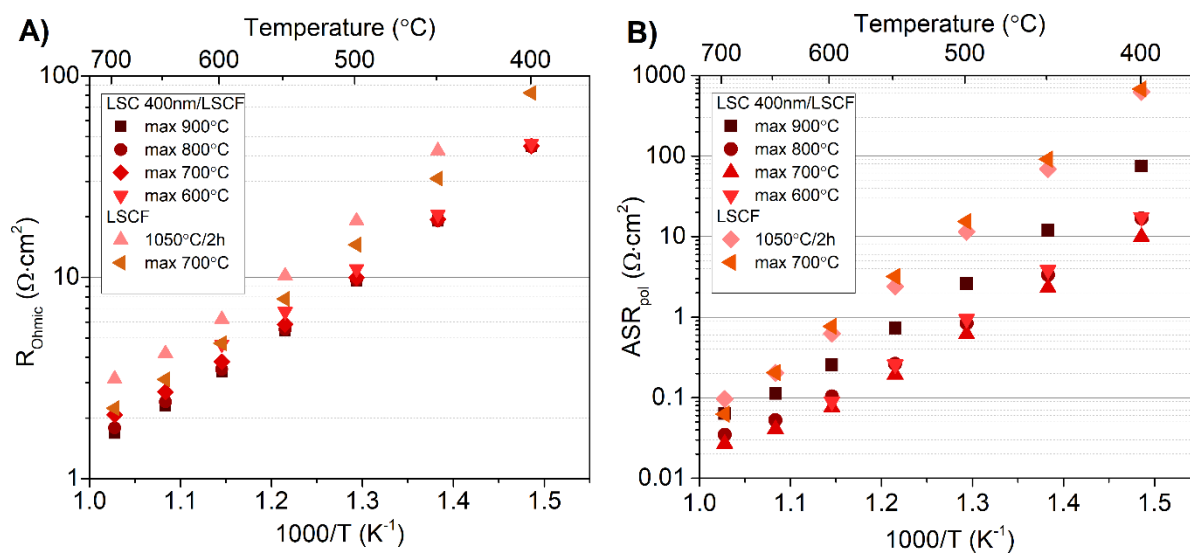 A)
Temperature (°C)
700 600 500 400
100
10
1
R_Ohmic (Ω·cm²)
LSC 400nm/LSCF
max 900°C
max 800°C
max 700°C
max 600°C
LSCF
1050°C/2h
max 700°C
1.0 1.1 1.2 1.3 1.4 1.5
1000/T (K⁻¹)
B)
Temperature (°C)
700 600 500 400
1000
100
10
1
0.1
0.01
ASR_pol (Ω·cm²)
LSC 400nm/LSCF
max 900°C
max 800°C
max 700°C
max 600°C
LSCF
1050°C/2h
max 700°C
1.0 1.1 1.2 1.3 1.4 1.5
1000/T (K⁻¹)